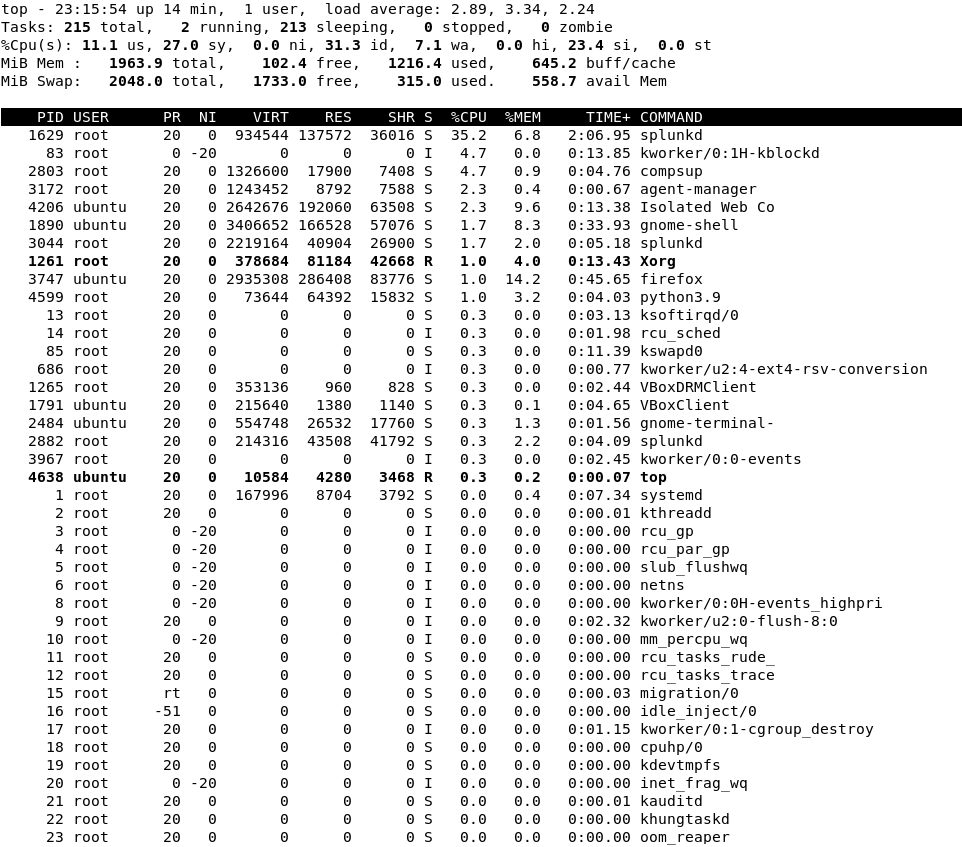 top - 23:15:54 up 14 min,  1 user,  load average: 2.89, 3.34, 2.24
Tasks: 215 total,   2 running, 213 sleeping,   0 stopped,   0 zombie
%Cpu(s): 11.1 us, 27.0 sy,  0.0 ni, 31.3 id,  7.1 wa,  0.0 hi, 23.4 si,  0.0 st
MiB Mem :   1963.9 total,    102.4 free,   1216.4 used,    645.2 buff/cache
MiB Swap:   2048.0 total,   1733.0 free,    315.0 used.    558.7 avail Mem
PID USER      PR  NI    VIRT    RES    SHR S  %CPU  %MEM     TIME+ COMMAND
1629 root      20   0  934544 137572  36016 S  35.2   6.8   2:06.95 splunkd
83 root       0 -20       0      0      0 I   4.7   0.0   0:13.85 kworker/0:1H-kblockd
2803 root      20   0 1326600  17900   7408 S   4.7   0.9   0:04.76 compsup
3172 root      20   0 1243452   8792   7588 S   2.3   0.4   0:00.67 agent-manager
4206 ubuntu    20   0 2642676 192060  63508 S   2.3   9.6   0:13.38 Isolated Web Co
1890 ubuntu    20   0 3406652 166528  57076 S   1.7   8.3   0:33.93 gnome-shell
3044 root      20   0 2219164  40904  26900 S   1.7   2.0   0:05.18 splunkd
1261 root      20   0  378684  81184  42668 R   1.0   4.0   0:13.43 Xorg
3747 ubuntu    20   0 2935308 286408  83776 S   1.0  14.2   0:45.65 firefox
4599 root      20   0   73644  64392  15832 S   1.0   3.2   0:04.03 python3.9
13 root      20   0       0      0      0 S   0.3   0.0   0:03.13 ksoftirqd/0
14 root      20   0       0      0      0 I   0.3   0.0   0:01.98 rcu_sched
85 root      20   0       0      0      0 S   0.3   0.0   0:11.39 kswapd0
686 root      20   0       0      0      0 I   0.3   0.0   0:00.77 kworker/u2:4-ext4-rsv-conversion
1265 root      20   0  353136    960    828 S   0.3   0.0   0:02.44 VBoxDRMClient
1791 ubuntu    20   0  215640   1380   1140 S   0.3   0.1   0:04.65 VBoxClient
2484 ubuntu    20   0  554748  26532  17760 S   0.3   1.3   0:01.56 gnome-terminal-
2882 root      20   0  214316  43508  41792 S   0.3   2.2   0:04.09 splunkd
3967 root      20   0       0      0      0 I   0.3   0.0   0:02.45 kworker/0:0-events
4638 ubuntu    20   0   10584   4280   3468 R   0.3   0.2   0:00.07 top
1 root      20   0  167996   8704   3792 S   0.0   0.4   0:07.34 systemd
2 root      20   0       0      0      0 S   0.0   0.0   0:00.01 kthreadd
3 root       0 -20       0      0      0 I   0.0   0.0   0:00.00 rcu_gp
4 root       0 -20       0      0      0 I   0.0   0.0   0:00.00 rcu_par_gp
5 root       0 -20       0      0      0 I   0.0   0.0   0:00.00 slub_flushwq
6 root       0 -20       0      0      0 I   0.0   0.0   0:00.00 netns
8 root       0 -20       0      0      0 I   0.0   0.0   0:00.00 kworker/0:0H-events_highpri
9 root      20   0       0      0      0 I   0.0   0.0   0:02.32 kworker/u2:0-flush-8:0
10 root       0 -20       0      0      0 I   0.0   0.0   0:00.00 mm_percpu_wq
11 root      20   0       0      0      0 S   0.0   0.0   0:00.00 rcu_tasks_rude_
12 root      20   0       0      0      0 S   0.0   0.0   0:00.00 rcu_tasks_trace
15 root      rt   0       0      0      0 S   0.0   0.0   0:00.03 migration/0
16 root     -51   0       0      0      0 S   0.0   0.0   0:00.00 idle_inject/0
17 root      20   0       0      0      0 I   0.0   0.0   0:01.15 kworker/0:1-cgroup_destroy
18 root      20   0       0      0      0 S   0.0   0.0   0:00.00 cpuhp/0
19 root      20   0       0      0      0 S   0.0   0.0   0:00.00 kdevtmpfs
20 root       0 -20       0      0      0 I   0.0   0.0   0:00.00 inet_frag_wq
21 root      20   0       0      0      0 S   0.0   0.0   0:00.01 kauditd
22 root      20   0       0      0      0 S   0.0   0.0   0:00.00 khungtaskd
23 root      20   0       0      0      0 S   0.0   0.0   0:00.00 oom_reaper